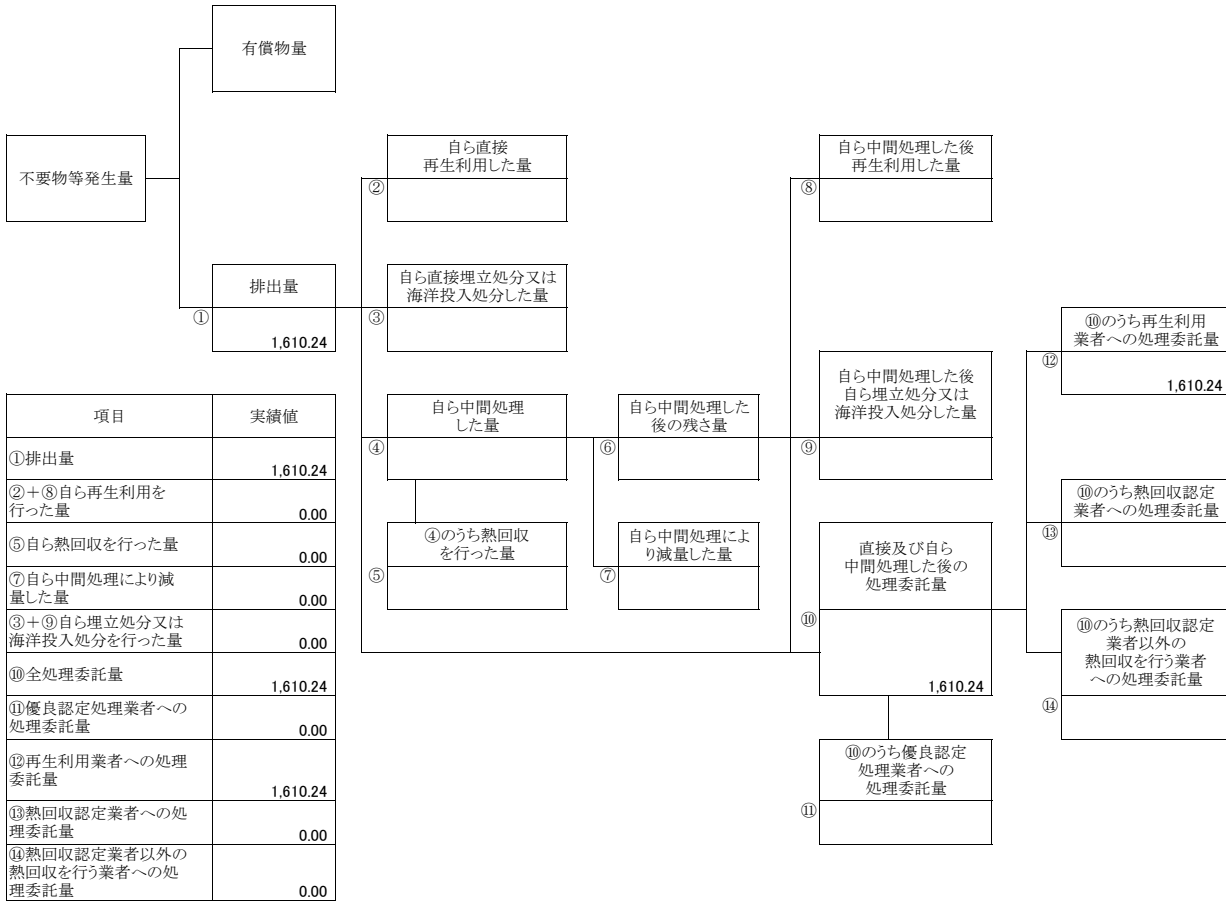 有償物量
不要物等発生量
自ら直接
再生利用した量
②
自ら中間処理した後
再生利用した量
⑧
排出量
①
1,610.24
自ら直接埋立処分又は
海洋投入処分した量
③
⑩のうち再生利用
業者への処理委託量
⑫
1,610.24
自ら中間処理
した量
④
自ら中間処理した
後の残さ量
⑥
自ら中間処理した後
自ら埋立処分又は
海洋投入処分した量
⑨
④のうち熱回収
を行った量
⑤
自ら中間処理によ
り減量した量
⑦
直接及び自ら
中間処理した後の
処理委託量
⑩
1,610.24
⑩のうち熱回収認定
業者への処理委託量
⑬
⑩のうち熱回収認定
業者以外の
熱回収を行う業者
への処理委託量
⑭
⑩のうち優良認定
処理業者への
処理委託量
⑪
項目 実績値
①排出量 1,610.24
②+⑧自ら再生利用を
行った量 0.00
⑤自ら熱回収を行った量 0.00
⑦自ら中間処理により減
量した量 0.00
③+⑨自ら埋立処分又は
海洋投入処分を行った量 0.00
⑩全処理委託量 1,610.24
⑪優良認定処理業者への
処理委託量 0.00
⑫再生利用業者への処理
委託量 1,610.24
⑬熱回収認定業者への処
理委託量 0.00
⑭熱回収認定業者以外の
熱回収を行う業者への処
理委託量 0.00